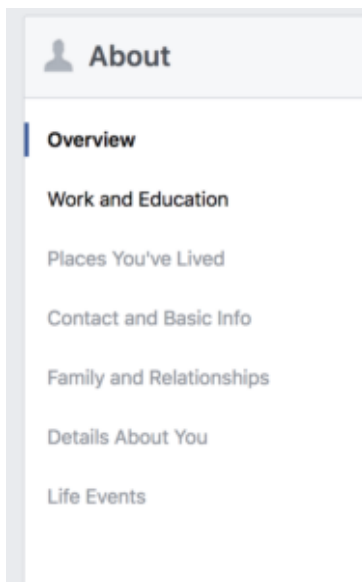 About
Overview
Work and Education
Places You've Lived
Contact and Basic Info
Family and Relationships
Details About You
Life Events